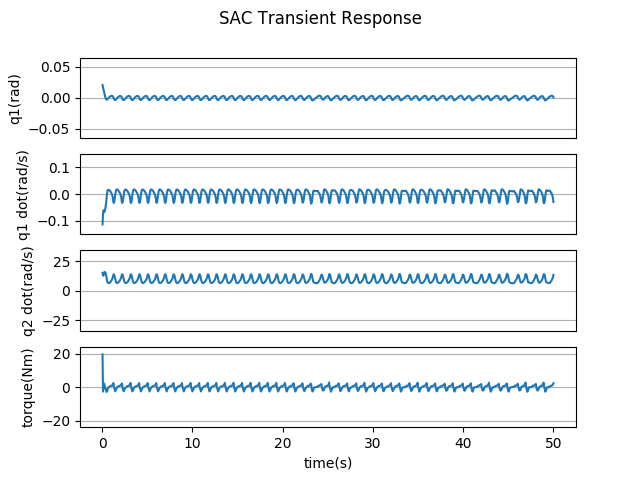 SAC Transient Response
q1(rad)
0.05
0.00
−0.05
q1 dot(rad/s)
0.1
0.0
−0.1
q2 dot(rad/s)
25
0
−25
torque(Nm)
20
0
−20
0 10 20 30 40 50
time(s)